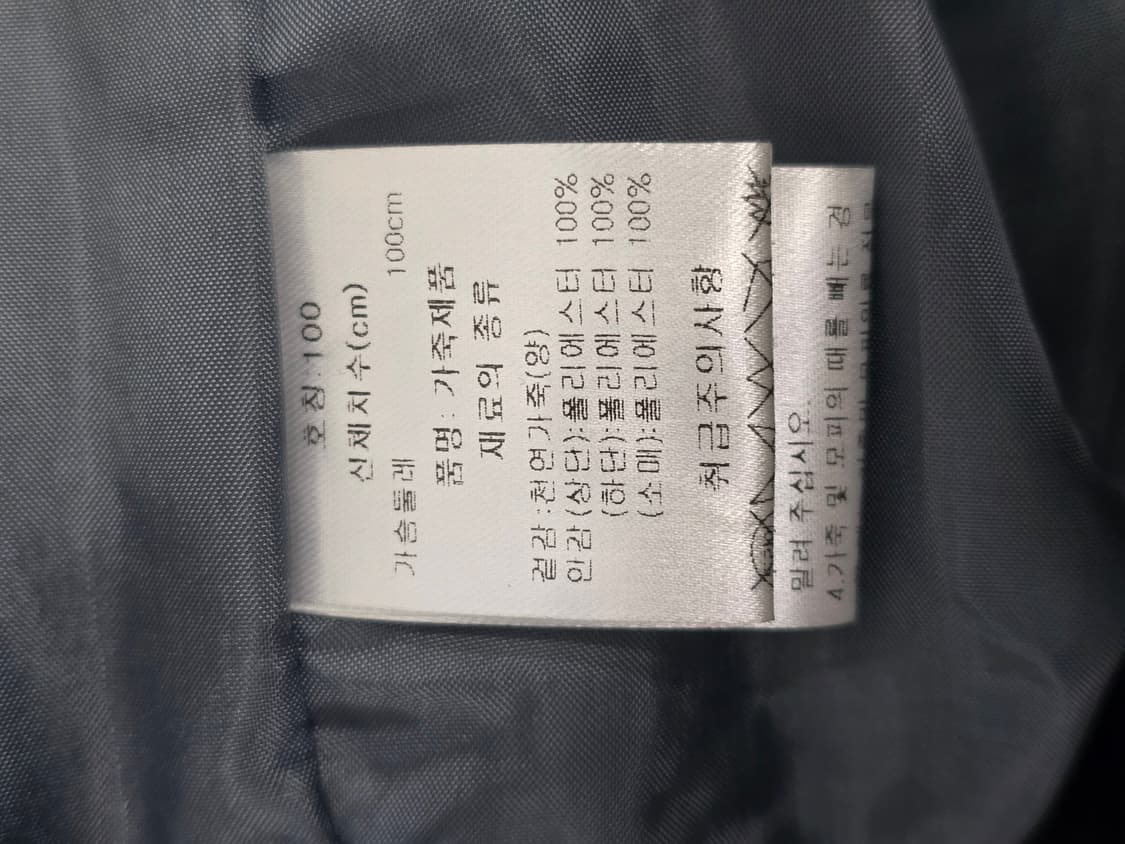 호칭:100
신체치수(cm)
가슴둘레 100cm
품명: 가죽제품
재료의 종류
겉감:천연가죽(양)
안감(상단):폴리에스터 100%
(하단):폴리에스터 100%
(소매):폴리에스터 100%
취급주의사항
말려 주십시오.
4.가죽 및 모피의 때를 빼는 경